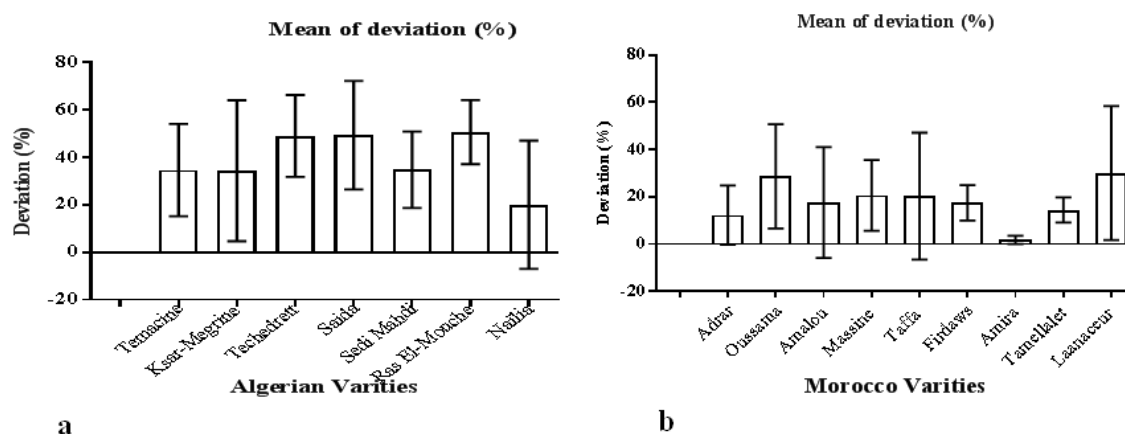 Mean of deviation (%)
Deviation (%)
80
60
40
20
0
-20
Temacine
Ksar-Megrine
Techedrett
Saida
Sedi Mahdi
Ras El-Mouche
Nailia
Algerian Varities
a
Mean of deviation (%)
Deviation (%)
80
60
40
20
0
-20
Adrar
Oussama
Amalou
Massine
Taffa
Firdaws
Amira
Tamellalet
Laanaceur
Morocco Varities
b